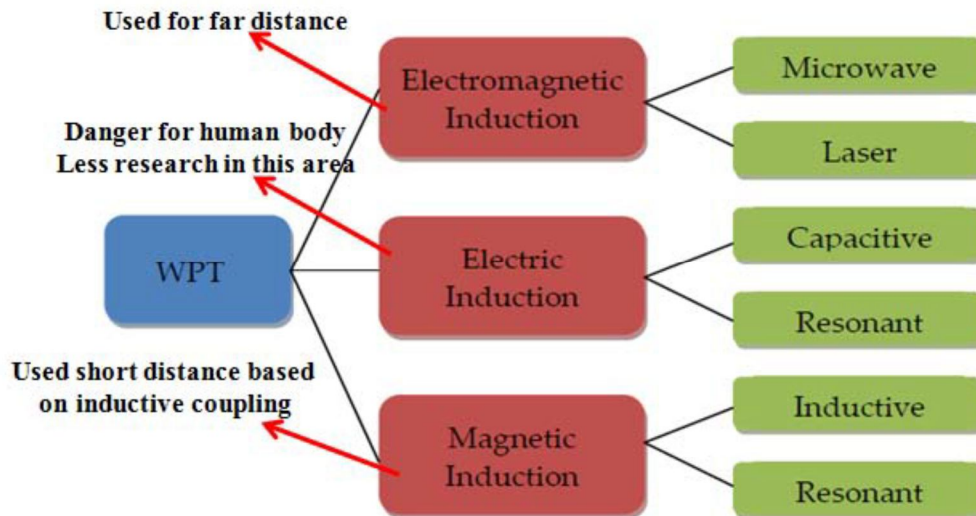 Used for far distance
Electromagnetic
Induction
Microwave
Laser
Danger for human body
Less research in this area
WPT
Electric
Induction
Capacitive
Resonant
Used short distance based
on inductive coupling
Magnetic
Induction
Inductive
Resonant